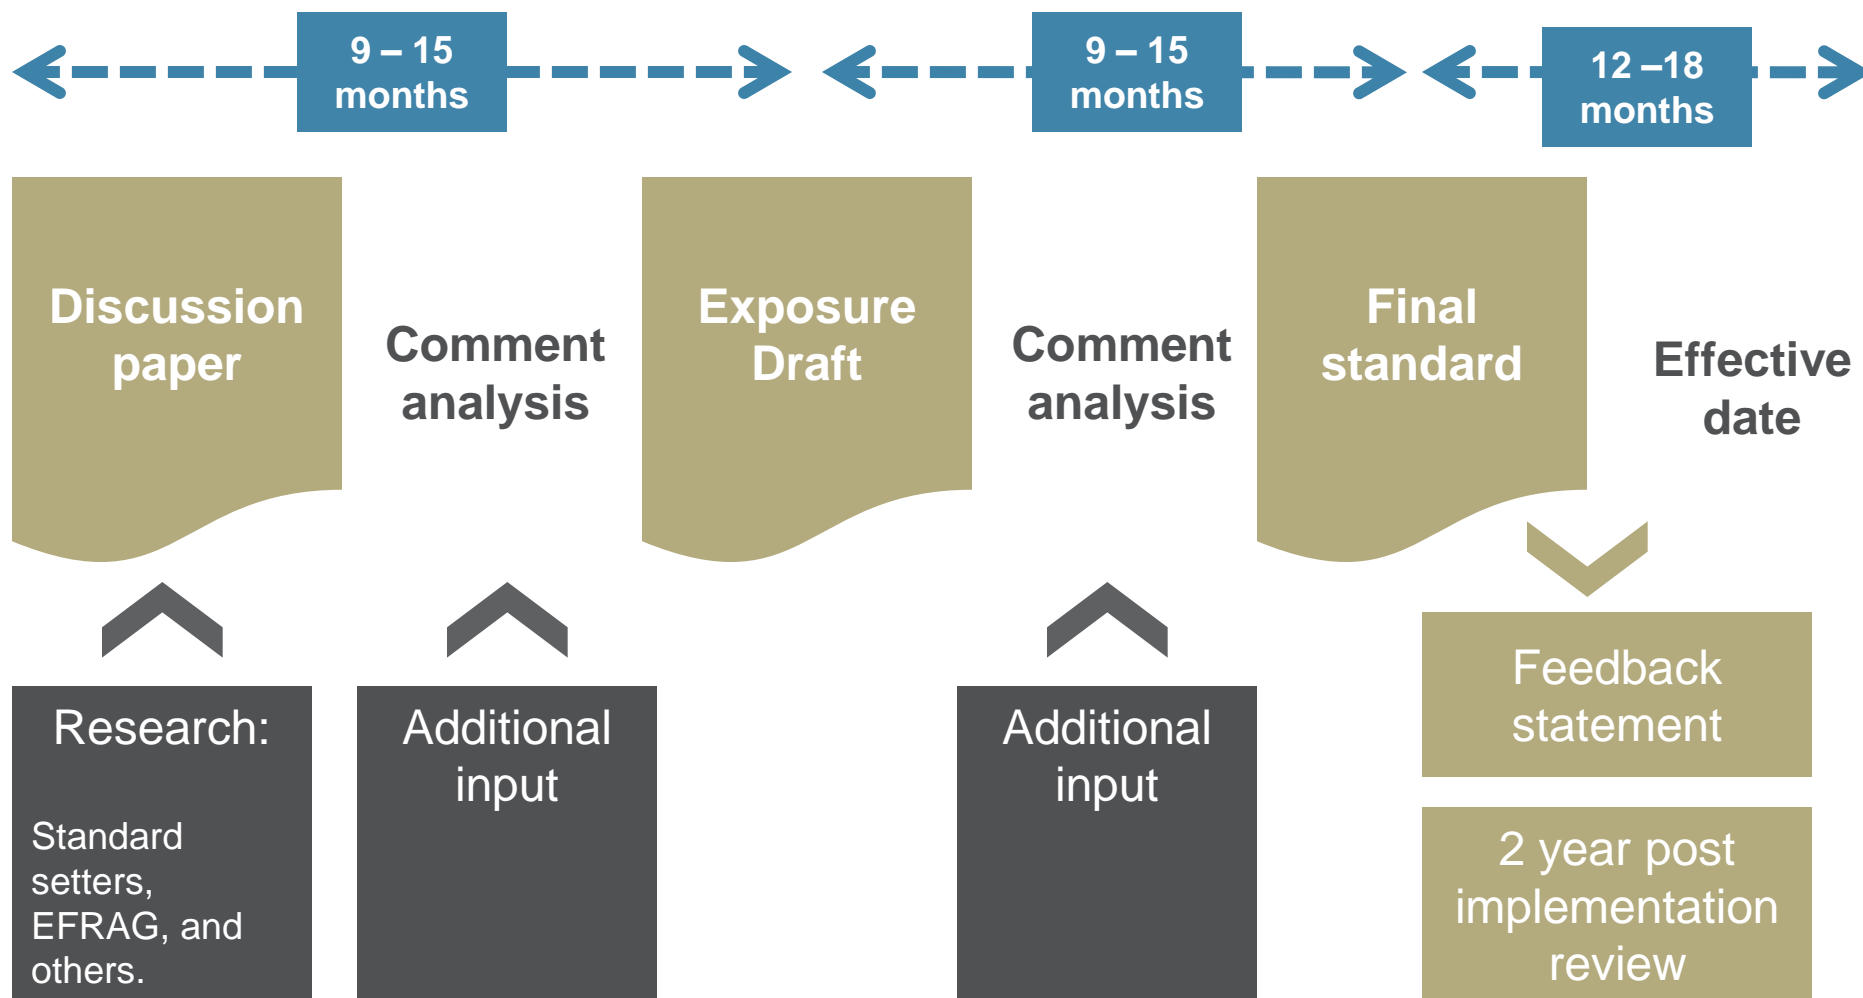 9 – 15
months
9 – 15
months
12 –18
months
Discussion
paper
Comment
analysis
Exposure
Draft
Comment
analysis
Final
standard
Effective
date
Research:
Standard
setters,
EFRAG, and
others.
Additional
input
Additional
input
Feedback
statement
2 year post
implementation
review